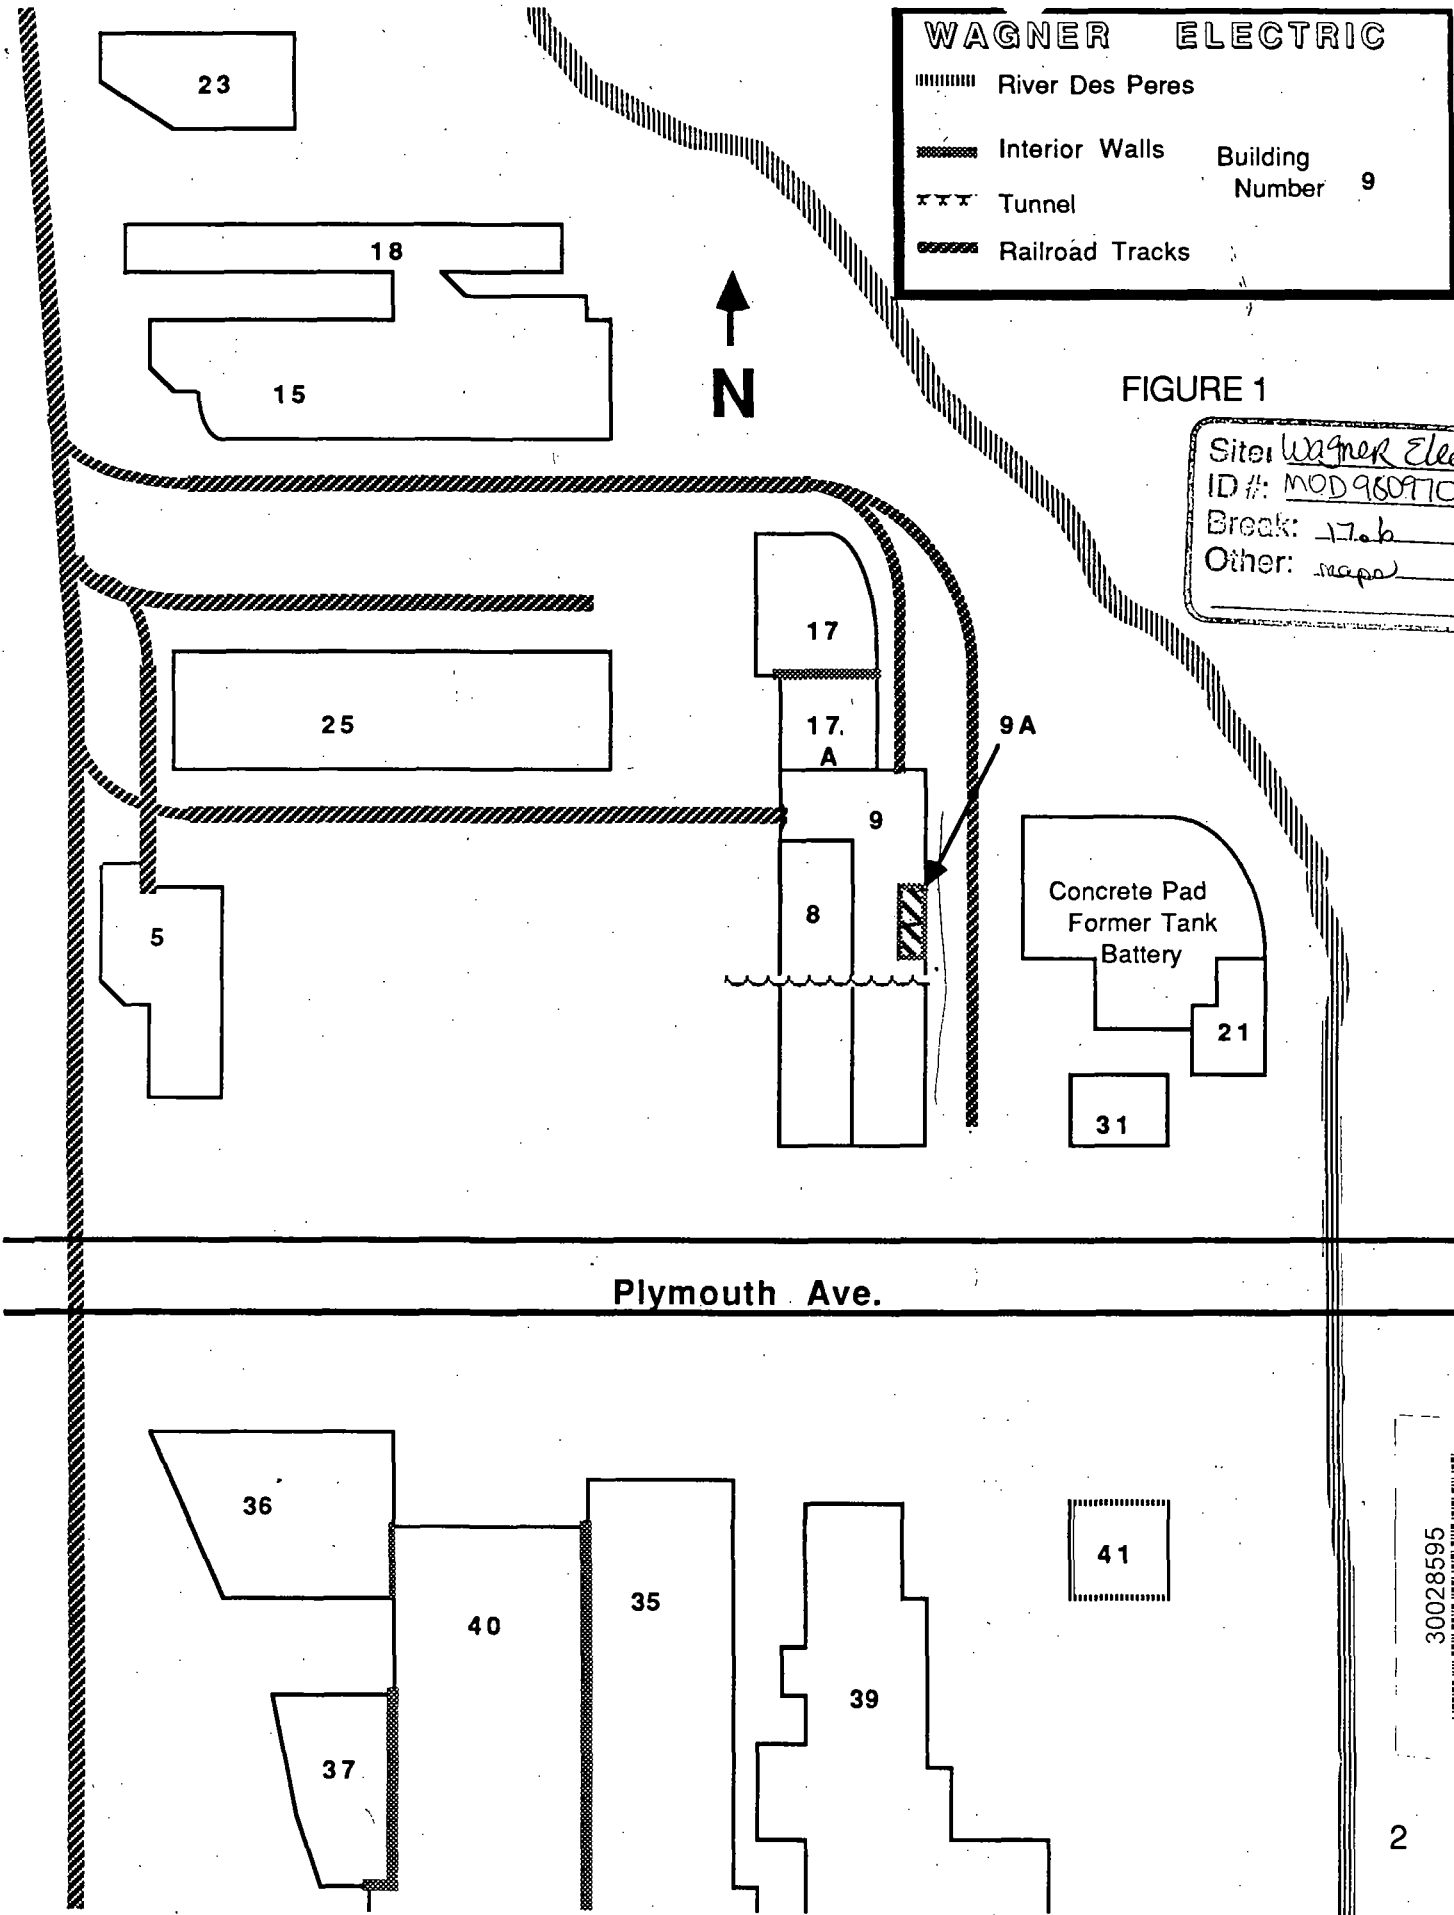 WAGNER ELECTRIC
River Des Peres
Interior Walls
Building
Number 9
Tunnel
Railroad Tracks
23
18
15
N
FIGURE 1
Site: Wagner Ele
ID #: MOD980970
Break: 17.6
Other: maps
17
17.
A
9A
25
9
8
5
Concrete Pad
Former Tank
Battery
21
31
Plymouth Ave.
36
40
35
41
39
37
30028595
2